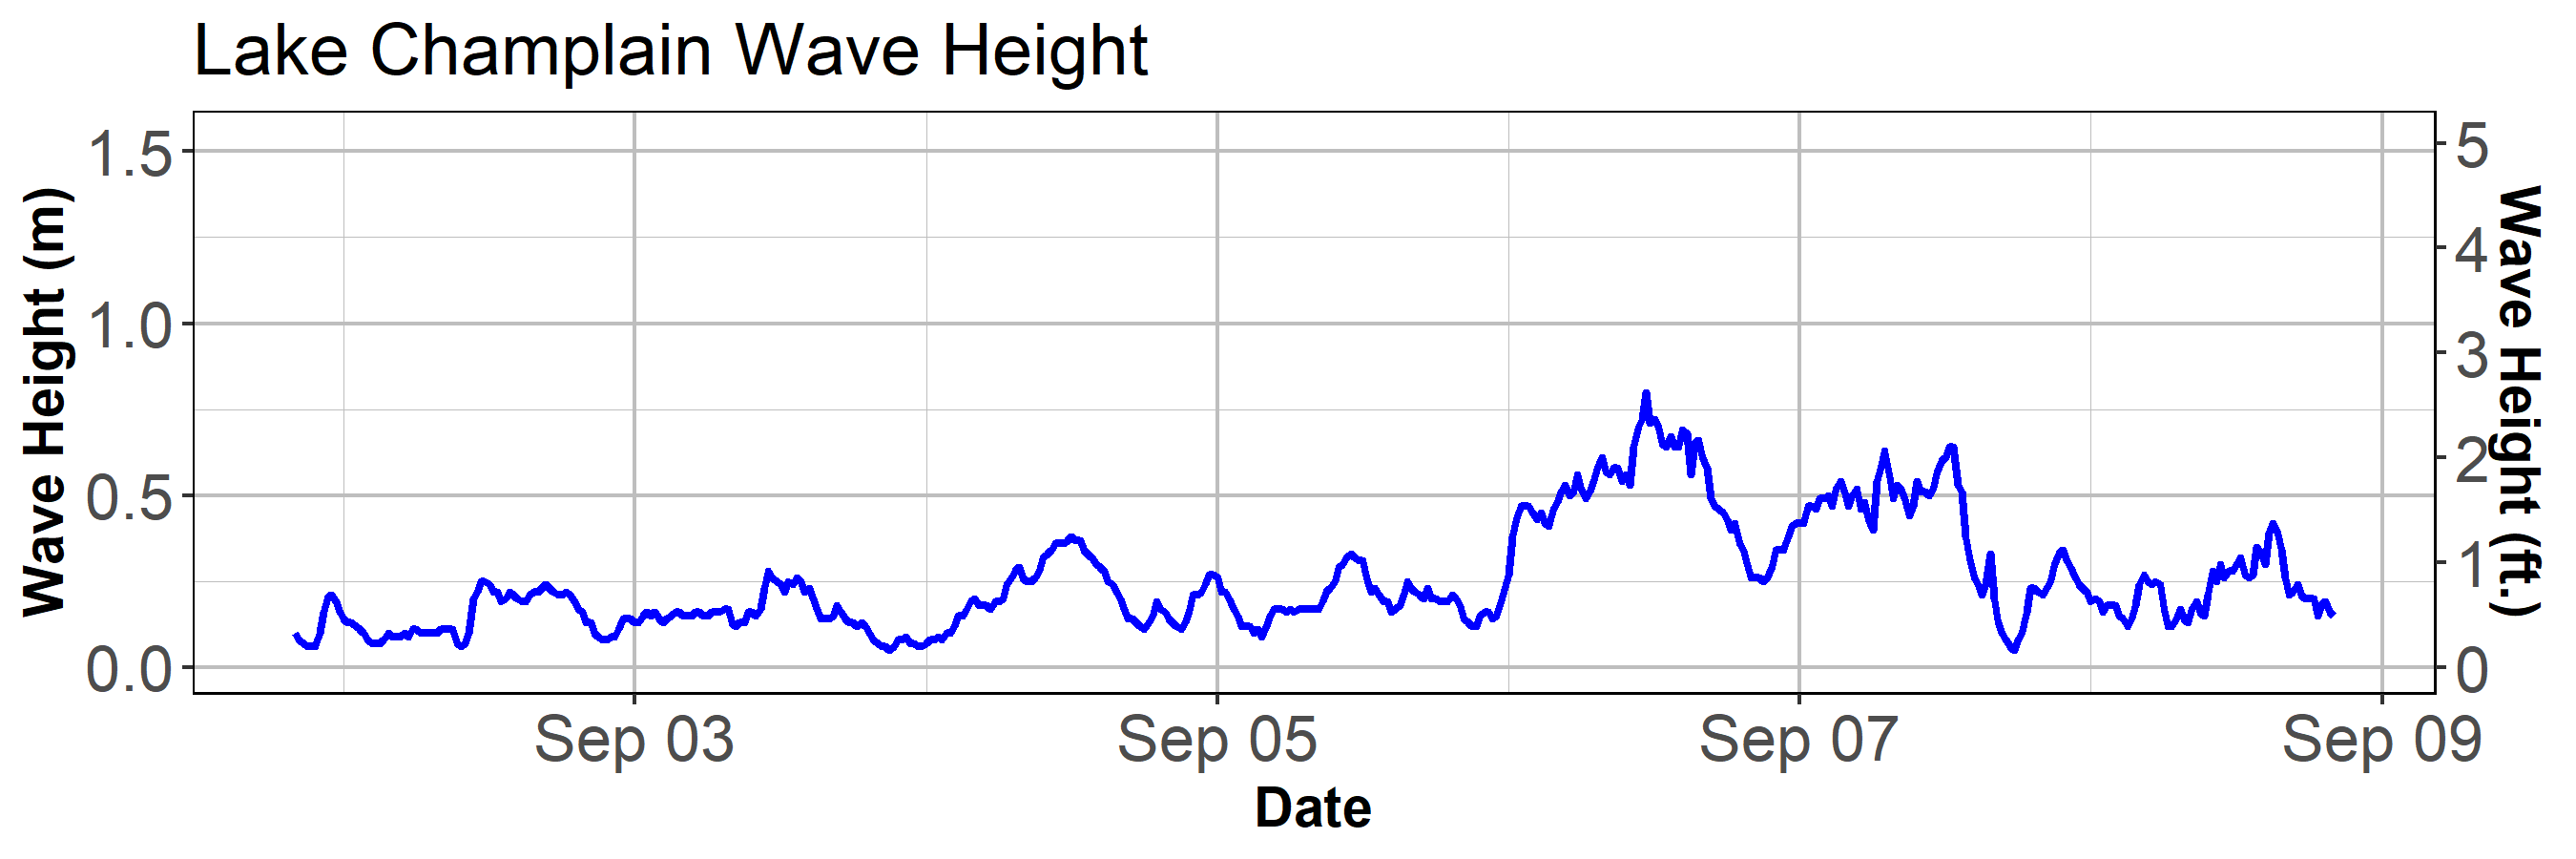 Lake Champlain Wave Height
Wave Height (m)
1.5
1.0
0.5
0.0
5
4
3
2
1
0
Wave Height (ft.)
Sep 03
Sep 05
Sep 07
Sep 09
Date